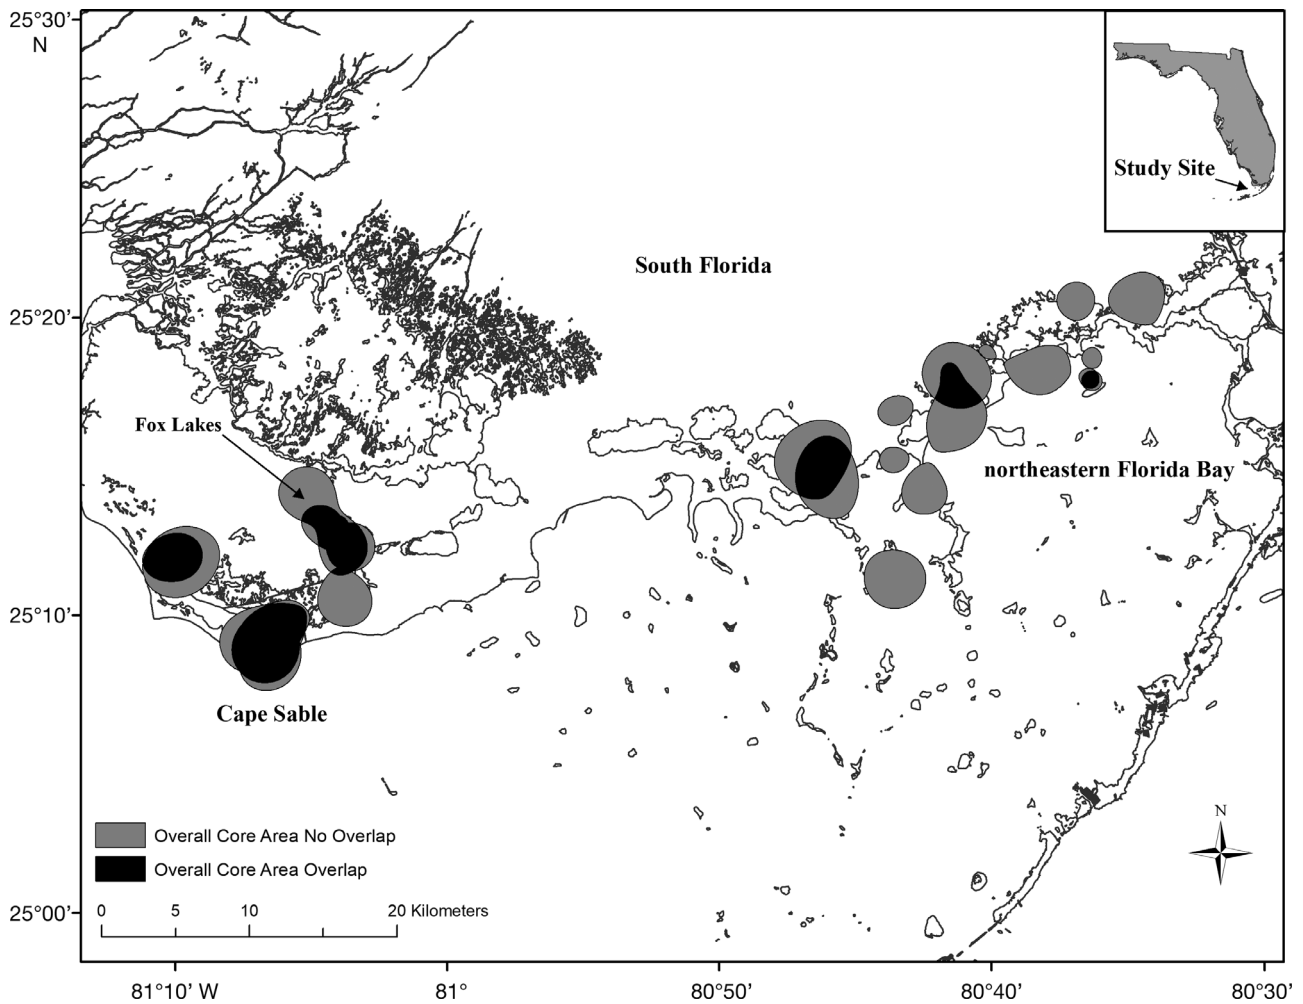 25°30’
N
Study Site
South Florida
25°20’
Fox Lakes
northeastern Florida Bay
25°10’
Cape Sable
Overall Core Area No Overlap
Overall Core Area Overlap
N
0 5 10 20 Kilometers
25°00’
81°10’ W 81° 80°50’ 80°40’ 80°30’